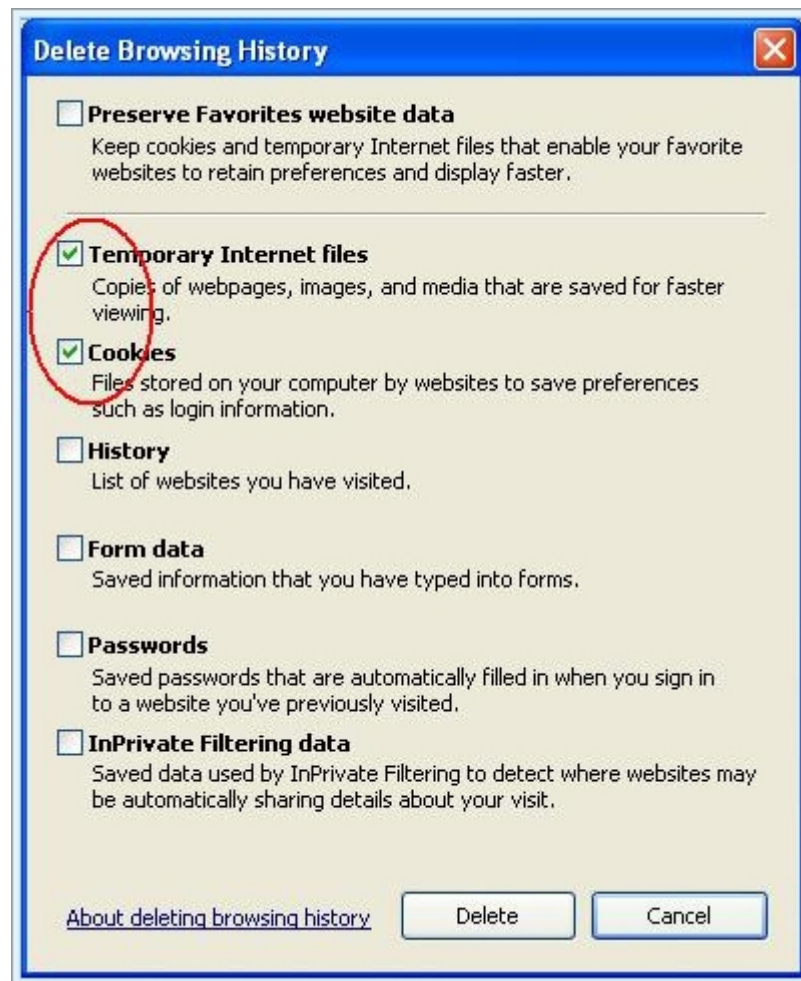 Delete Browsing History
Preserve Favorites website data
Keep cookies and temporary Internet files that enable your favorite
websites to retain preferences and display faster.
Temporary Internet files
Copies of webpages, images, and media that are saved for faster
viewing.
Cookies
Files stored on your computer by websites to save preferences
such as login information.
History
List of websites you have visited.
Form data
Saved information that you have typed into forms.
Passwords
Saved passwords that are automatically filled in when you sign in
to a website you've previously visited.
InPrivate Filtering data
Saved data used by InPrivate Filtering to detect where websites may
be automatically sharing details about your visit.
About deleting browsing history Delete Cancel